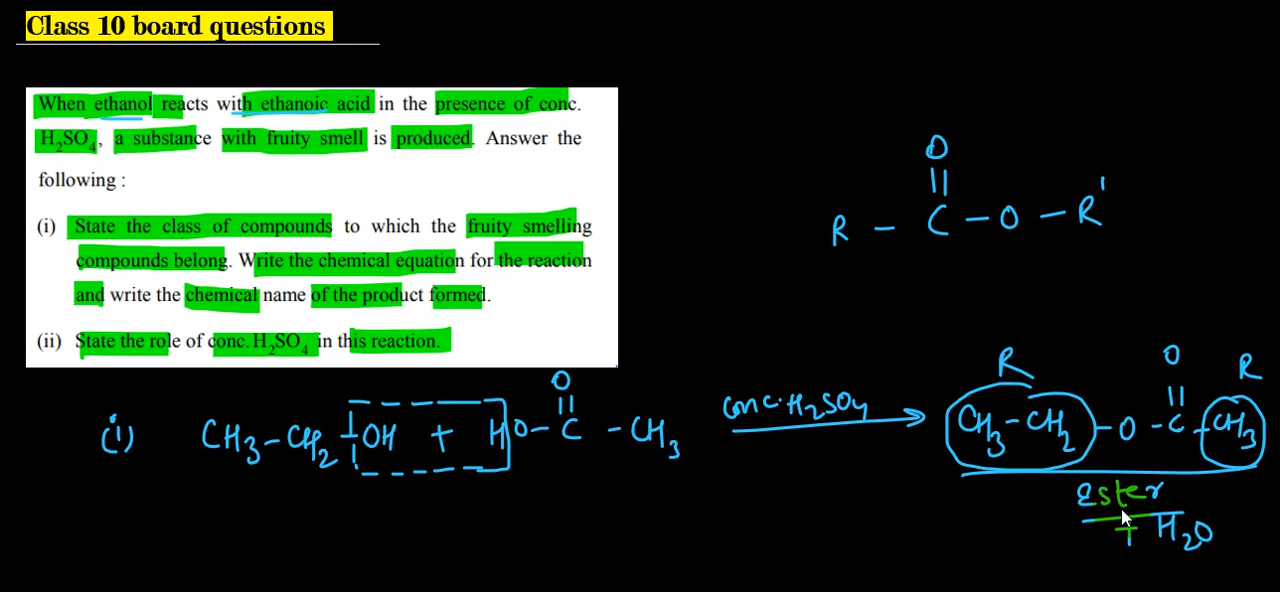 Class 10 board questions
When ethanol reacts with ethanoic acid in the presence of conc.
H₂SO₄, a substance with fruity smell is produced. Answer the
following :
(i) State the class of compounds to which the fruity smelling
compounds belong. Write the chemical equation for the reaction
and write the chemical name of the product formed.
(ii) State the role of conc. H₂SO₄ in this reaction.
O
||
R – C – O – R'
O
||
(i) CH₃–CH₂ – OH + HO – C – CH₃
conc. H₂SO₄
R O R
||
CH₃–CH₂ – O – C – CH₃
Ester
+ H₂O